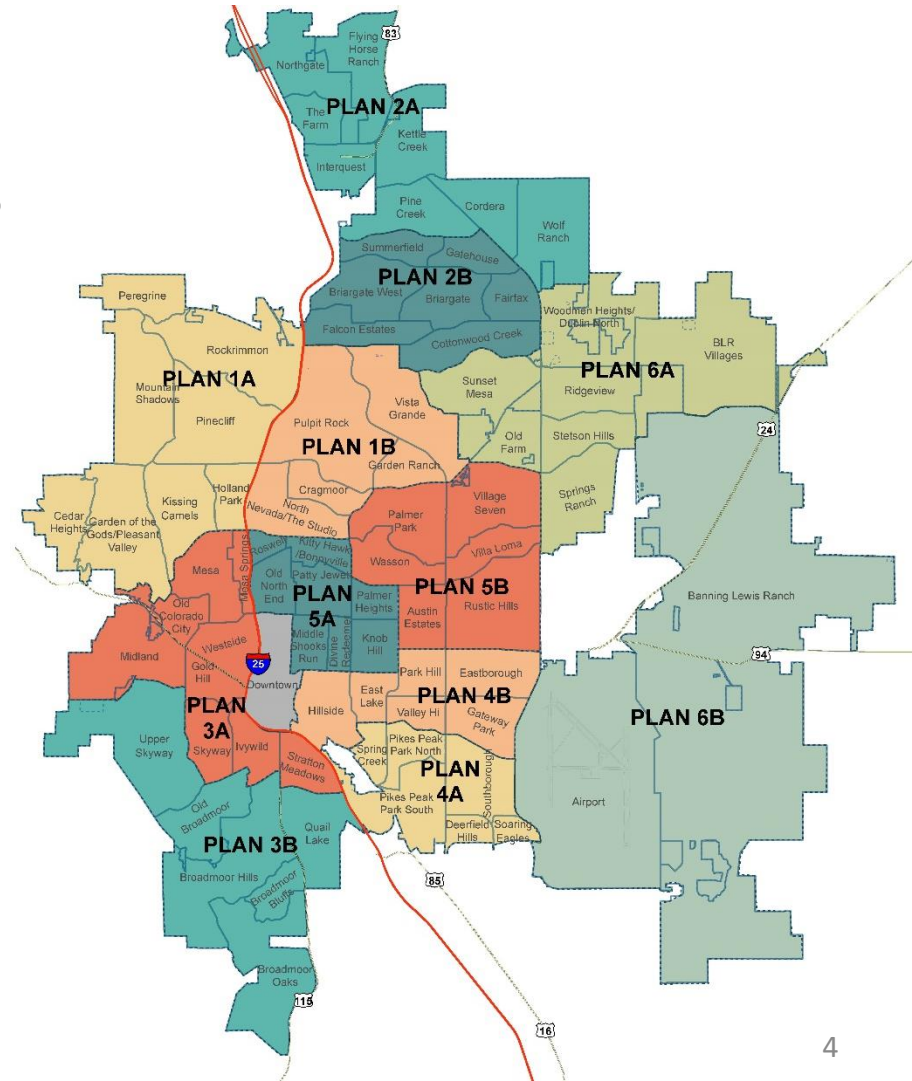 Flying
Horse
Ranch
83
Northgate
PLAN 2A
The
Farm
Kettle
Creek
Interquest
Pine
Creek
Cordera
Wolf
Ranch
Summerfield
Gatehouse
PLAN 2B
Briargate West
Briargate
Fairfax
Falcon Estates
Cottonwood Creek
Peregrine
Rockrimmon
PLAN 1A
Mountain
Shadows
Pinecliff
Woodmen Heights/
Dublin North
BLR
Villages
PLAN 6A
Sunset
Mesa
Ridgeview
Vista
Grande
Pulpit Rock
PLAN 1B
Garden Ranch
Old
Farm
Stetson Hills
24
Cragmoor
North
Nevada/The Studio
Holland
Park
Kissing
Camels
Cedar
Heights
Garden of the
Gods/Pleasant
Valley
Springs
Ranch
Village
Seven
Palmer
Park
Villa Loma
Wasson
PLAN 5B
Austin
Estates
Rustic Hills
Mesa
Mesa Springs
Roswell
Kitty Hawk
/Bonnyville
Old
North
End
Patty Jewett
PLAN
5A
Palmer
Heights
Middle
Shooks
Run
Divine
Redeemer
Knob
Hill
Banning Lewis Ranch
Old
Colorado
City
Westside
Midland
Gold
Hill
25
Downtown
94
PLAN
3A
Park Hill
Eastborough
East
Lake
PLAN 4B
Hillside
Valley Hi
Gateway
Park
PLAN 6B
Upper
Skyway
Skyway
Ivywild
Stratton
Meadows
Spring
Creek
Pikes Peak
Park North
PLAN
4A
Southborough
Pikes Peak
Park South
Airport
Deerfield
Hills
Soaring
Eagles
Old
Broadmoor
Quail
Lake
PLAN 3B
Broadmoor Hills
Broadmoor
Bluffs
85
Broadmoor
Oaks
115
16
4